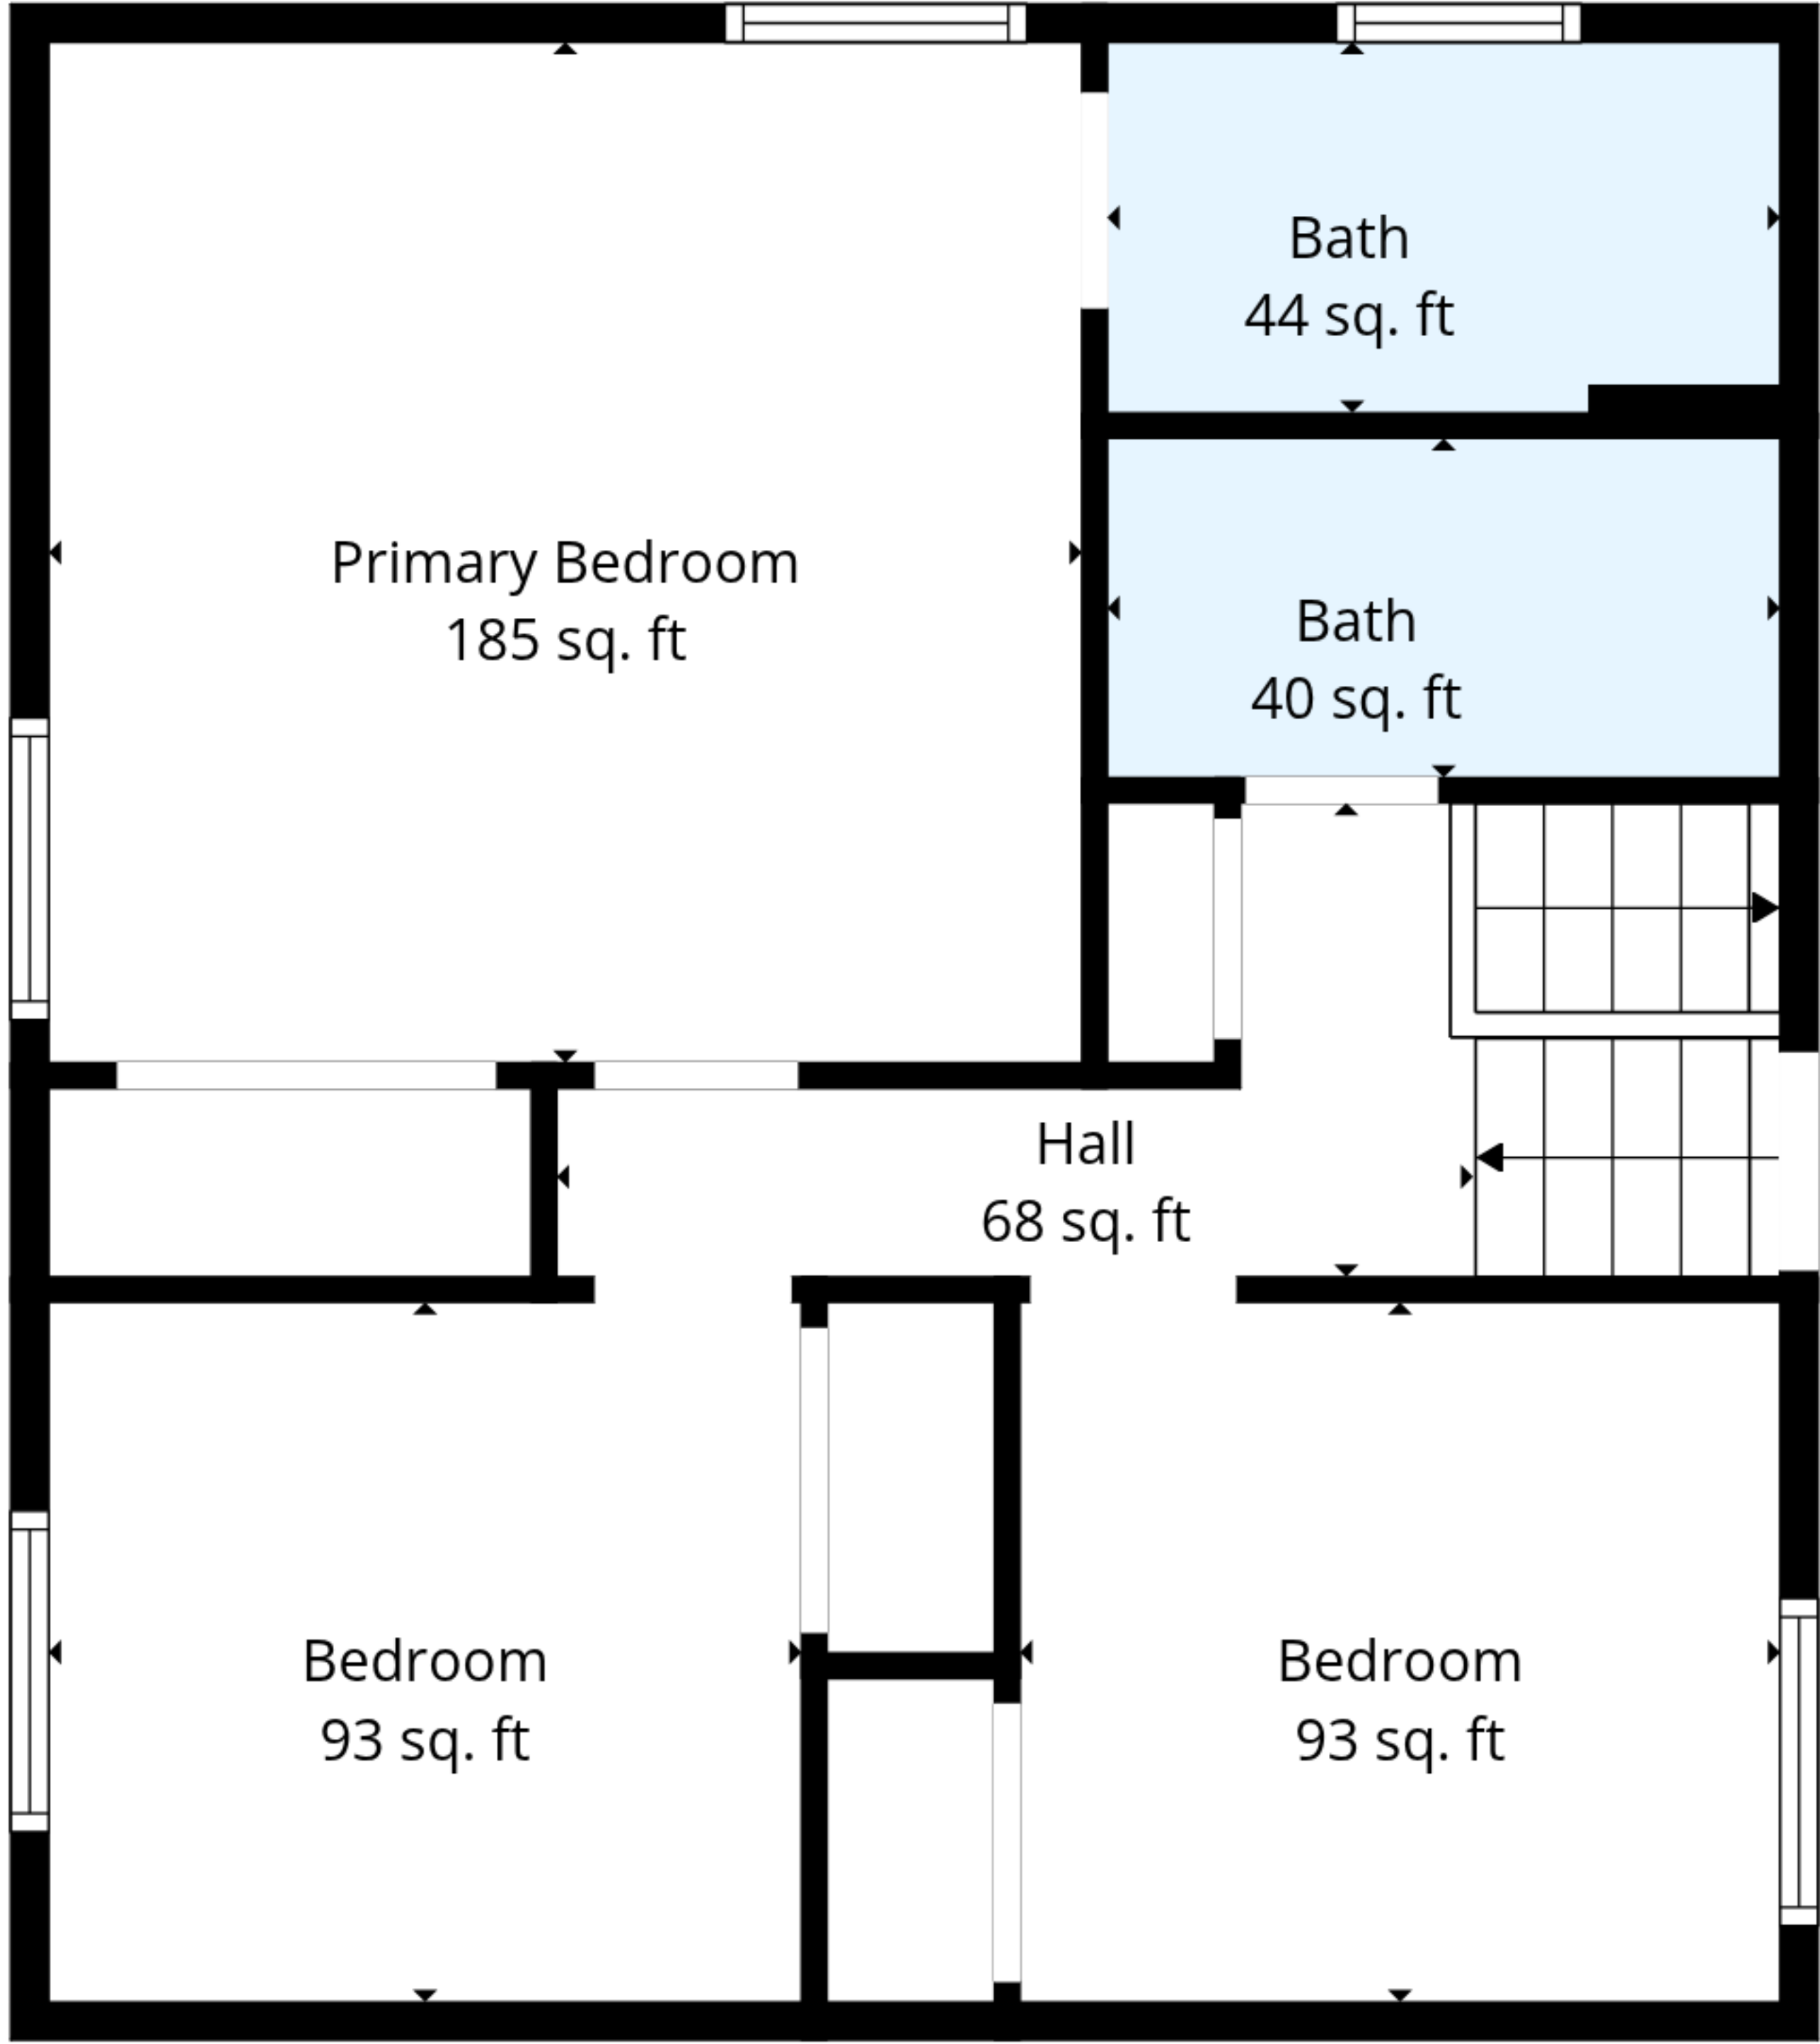 Bath
44 sq. ft
Primary Bedroom
185 sq. ft
Bath
40 sq. ft
Hall
68 sq. ft
Bedroom
93 sq. ft
Bedroom
93 sq. ft